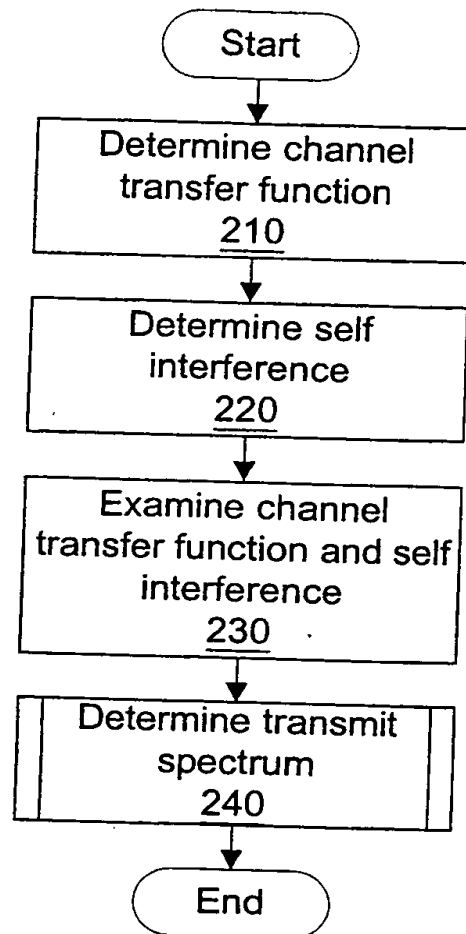 Start
Determine channel
transfer function
210
Determine self
interference
220
Examine channel
transfer function and self
interference
230
Determine transmit
spectrum
240
End